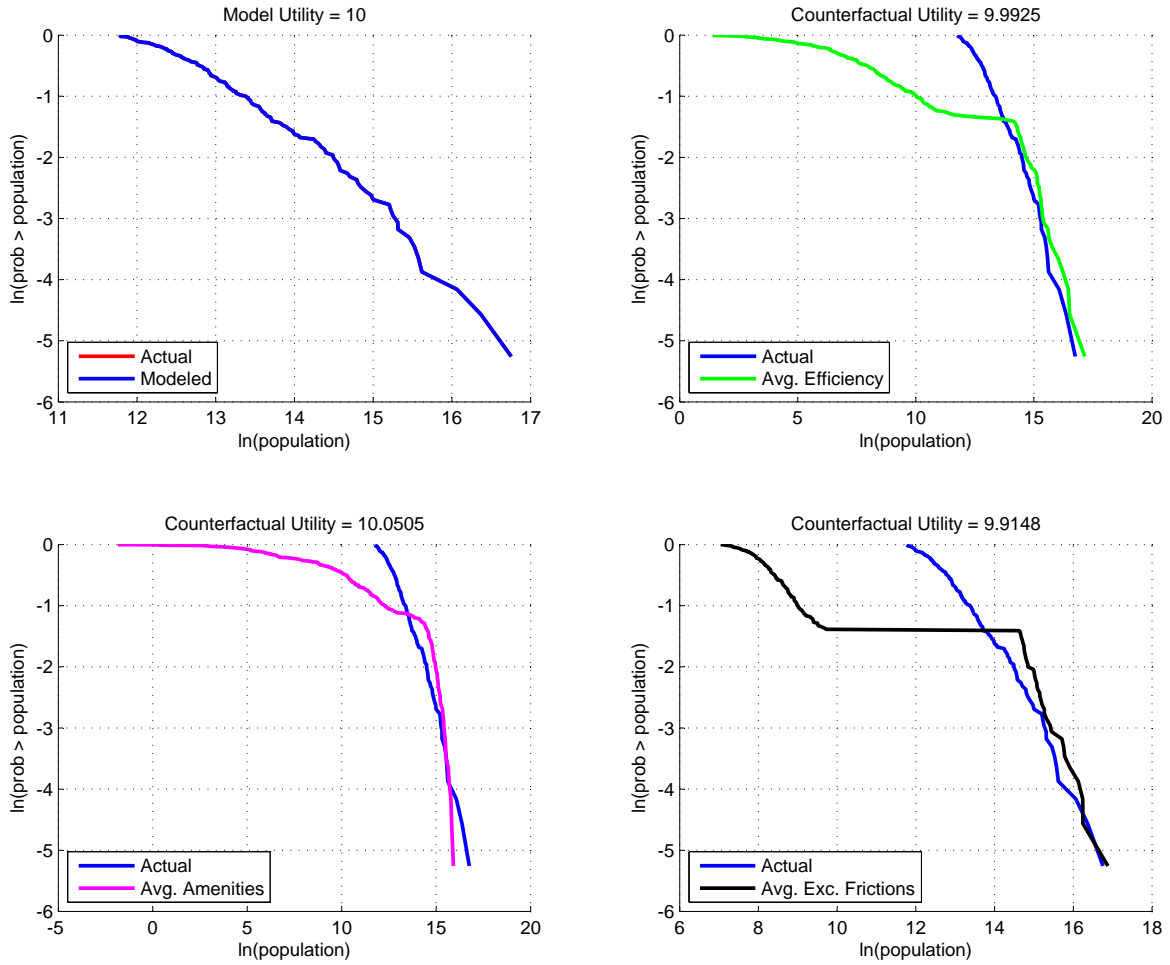 Model Utility = 10
0
-1
-2
-3
-4
-5
-6
ln(prob > population)
Actual
Modeled
11 12 13 14 15 16 17
ln(population)
Counterfactual Utility = 9.9925
0
-1
-2
-3
-4
-5
-6
ln(prob > population)
Actual
Avg. Efficiency
0 5 10 15 20
ln(population)
Counterfactual Utility = 10.0505
0
-1
-2
-3
-4
-5
-6
ln(prob > population)
Actual
Avg. Amenities
-5 0 5 10 15 20
ln(population)
Counterfactual Utility = 9.9148
0
-1
-2
-3
-4
-5
-6
ln(prob > population)
Actual
Avg. Exc. Frictions
6 8 10 12 14 16 18
ln(population)